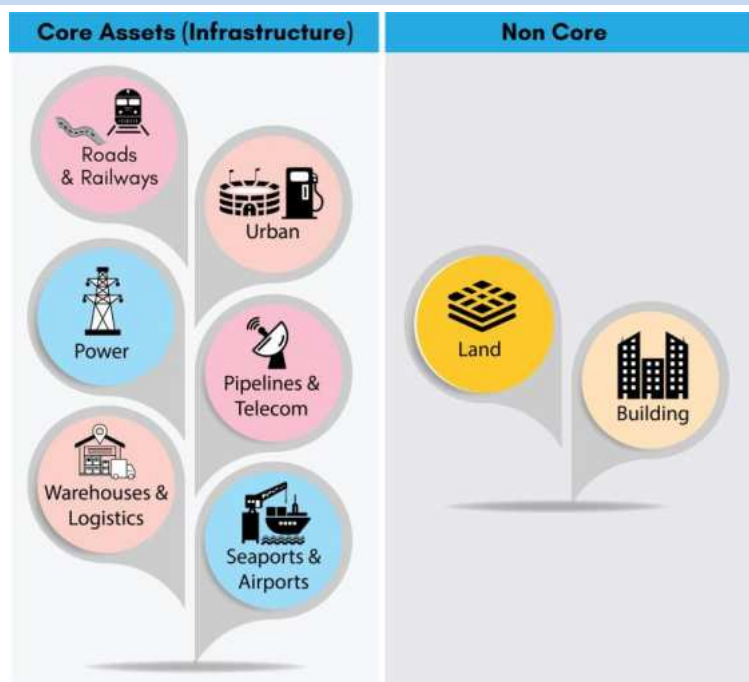 Core Assets (Infrastructure)
Non Core
Roads
& Railways
Urban
Power
Pipelines &
Telecom
Warehouses &
Logistics
Seaports &
Airports
Land
Building